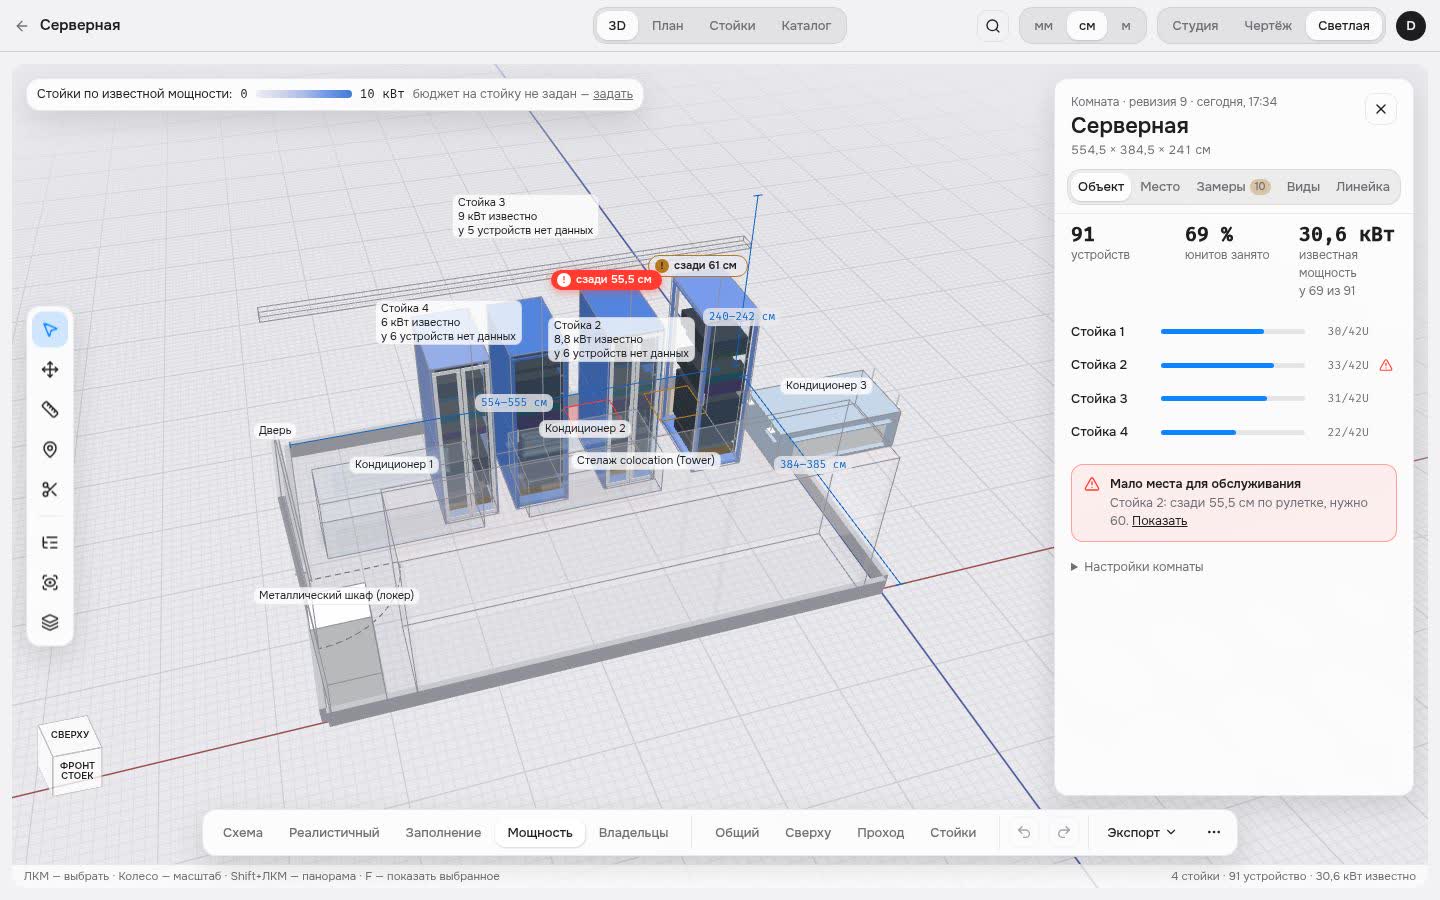 Серверная
3D План Стойки Каталог
мм см м
Студия Чертёж Светлая
D
Стойки по известной мощности: 0 10 кВт бюджет на стойку не задан — задать
Стойка 3
9 кВт известно
у 5 устройств нет данных
! сзади 61 см
! сзади 55,5 см
Стойка 4
6 кВт известно
у 6 устройств нет данных
Стойка 2
8,8 кВт известно
у 6 устройств нет данных
240–242 см
Кондиционер 3
554–555 см
Кондиционер 2
Дверь
Кондиционер 1
Стелаж colocation (Tower)
384–385 см
Металлический шкаф (локер)
СВЕРХУ
ФРОНТ
СТОЕК
Комната · ревизия 9 · сегодня, 17:34
Серверная
554,5 × 384,5 × 241 см
Объект Место Замеры 10 Виды Линейка
91
устройств
69 %
юнитов занято
30,6 кВт
известная
мощность
у 69 из 91
Стойка 1 30/42U
Стойка 2 33/42U
Стойка 3 31/42U
Стойка 4 22/42U
Мало места для обслуживания
Стойка 2: сзади 55,5 см по рулетке, нужно
60. Показать
Настройки комнаты
Схема Реалистичный Заполнение Мощность Владельцы Общий Сверху Проход Стойки Экспорт
ЛКМ — выбрать · Колесо — масштаб · Shift+ЛКМ — панорама · F — показать выбранное
4 стойки · 91 устройство · 30,6 кВт известно